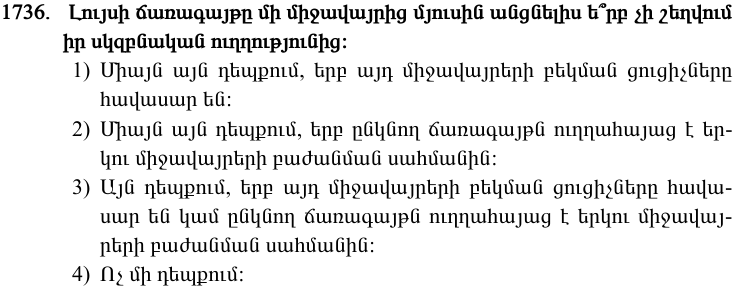 1736. Լույսի ճառագայթը մի միջավայրից մյուսին անցնելիս ե՞րբ չի շեղվում
իր սկզբնական ուղղությունից:
1) Միայն այն դեպքում, երբ այդ միջավայրերի բեկման ցուցիչները
հավասար են:
2) Միայն այն դեպքում, երբ ընկնող ճառագայթն ուղղահայաց է եր-
կու միջավայրերի բաժանման սահմանին:
3) Այն դեպքում, երբ այդ միջավայրերի բեկման ցուցիչները հավա-
սար են կամ ընկնող ճառագայթն ուղղահայաց է երկու միջավայ-
րերի բաժանման սահմանին:
4) Ոչ մի դեպքում: